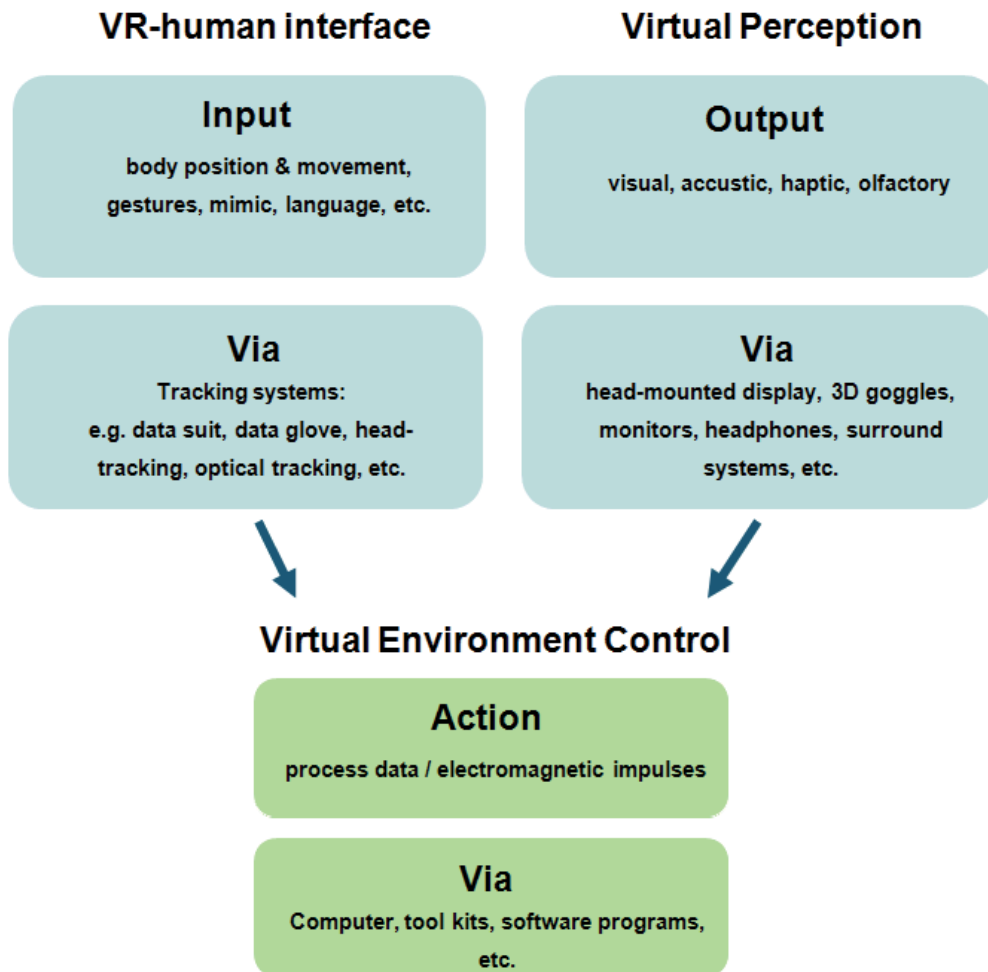 VR-human interface
Input
body position & movement,
gestures, mimic, language, etc.
Via
Tracking systems:
e.g. data suit, data glove, head-
tracking, optical tracking, etc.
Virtual Perception
Output
visual, accustic, haptic, olfactory
Via
head-mounted display, 3D goggles,
monitors, headphones, surround
systems, etc.
Virtual Environment Control
Action
process data / electromagnetic impulses
Via
Computer, tool kits, software programs,
etc.